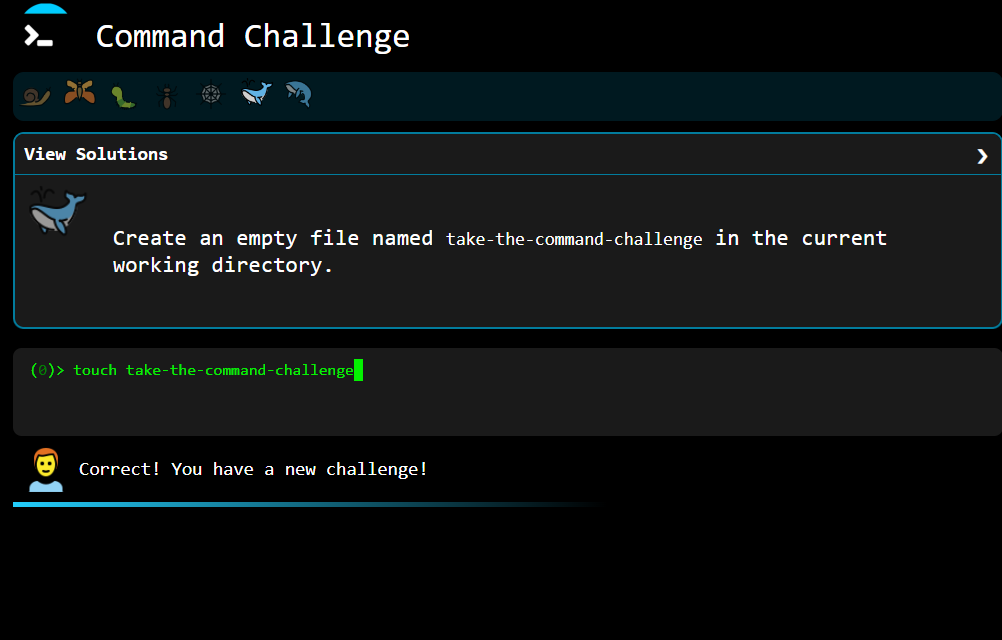 Command Challenge
View Solutions
Create an empty file named take-the-command-challenge in the current
working directory.
(0)> touch take-the-command-challenge
Correct! You have a new challenge!